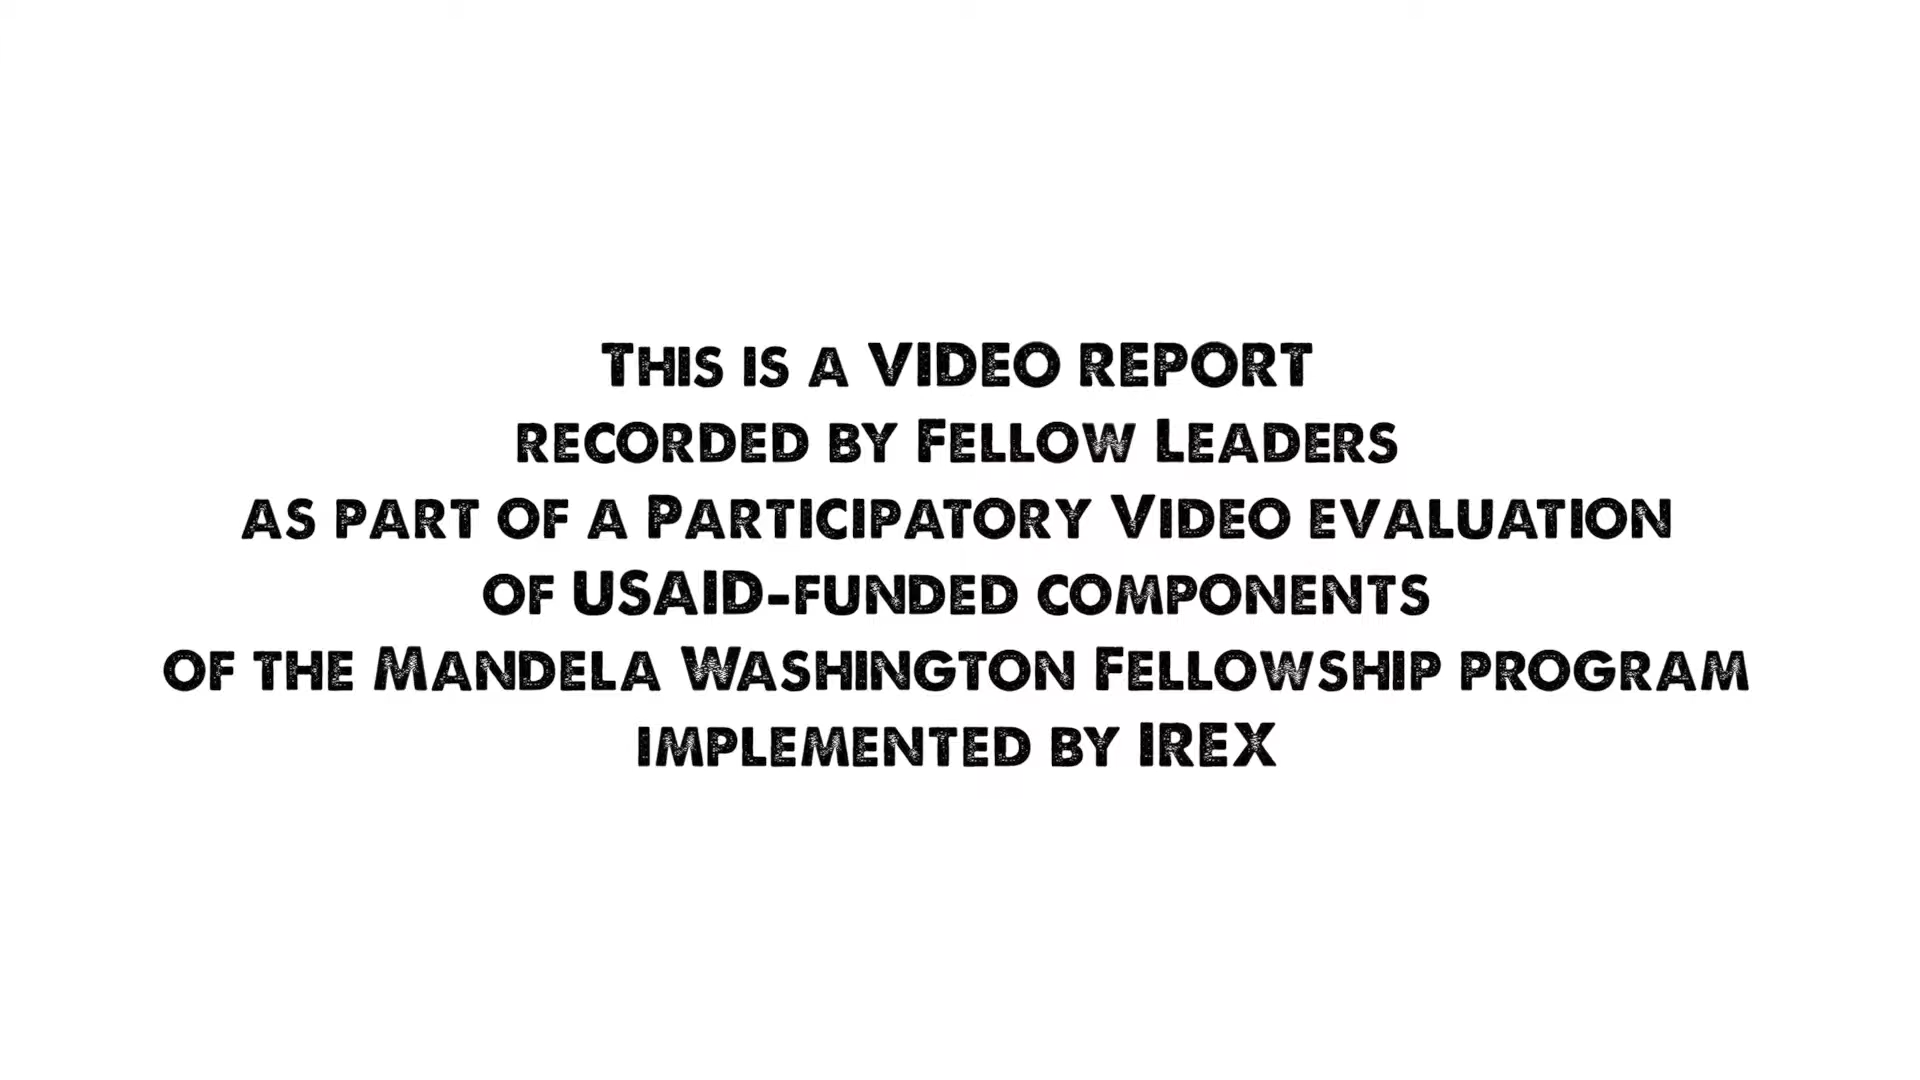 This is a VIDEO REPORT
recorded by Fellow Leaders
as part of a Participatory Video evaluation
of USAID-funded components
of the Mandela Washington Fellowship program
implemented by IREX